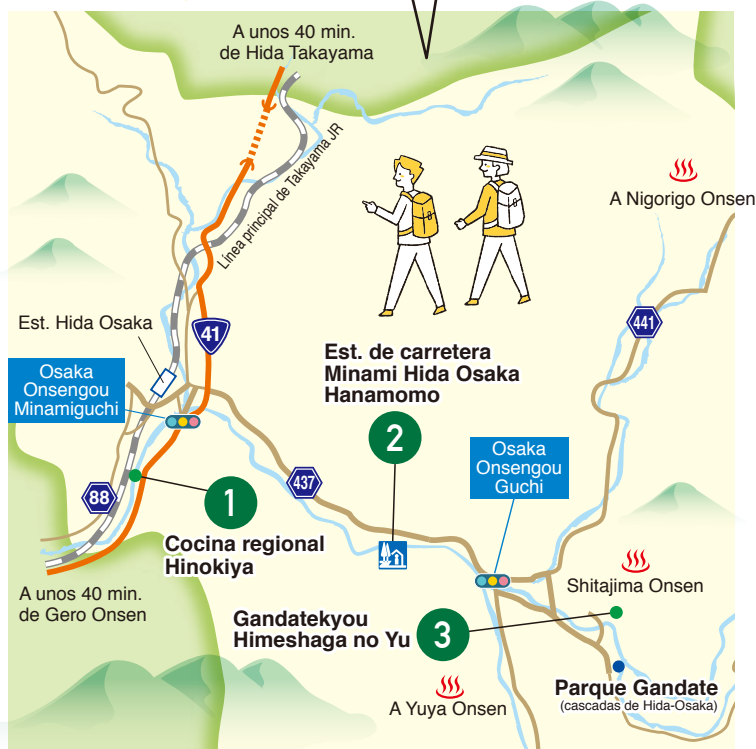 A unos 40 min.
de Hida Takayama
Línea principal de Takayama JR
A Nigorigo Onsen
Est. Hida Osaka
41
441
Osaka
Onsengou
Minamiguchi
Est. de carretera
Minami Hida Osaka
Hanamomo
2
Osaka
Onsengou
Guchi
88
1
437
Cocina regional
Hinokiya
A unos 40 min.
de Gero Onsen
Shitajima Onsen
Gandatekyou
Himeshaga no Yu
3
A Yuya Onsen
Parque Gandate
(cascadas de Hida-Osaka)